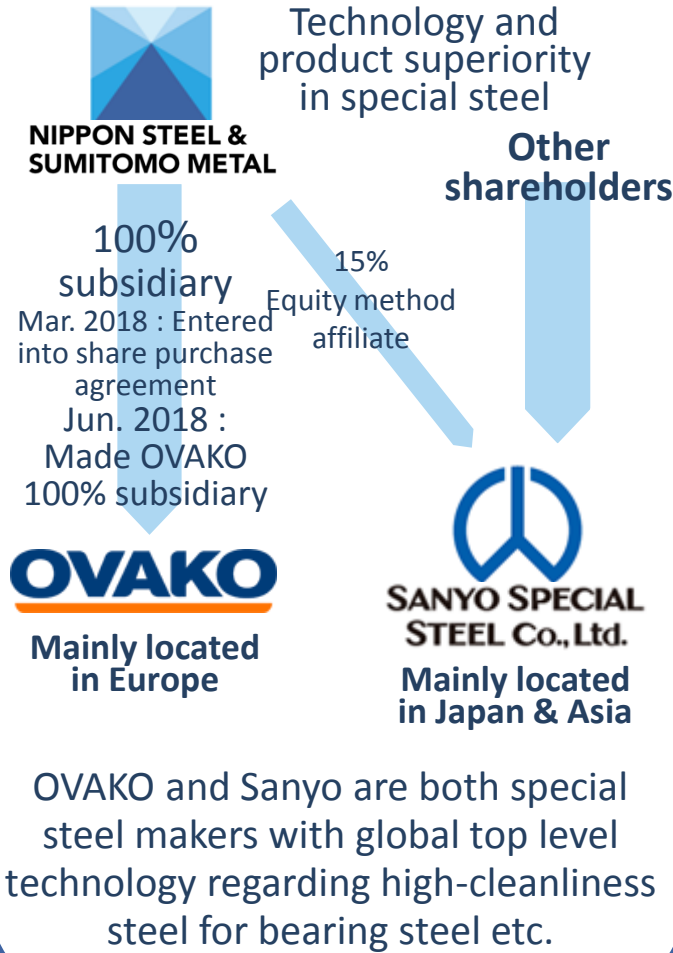 Technology and
product superiority
in special steel
NIPPON STEEL &
SUMITOMO METAL
Other
shareholders
100%
subsidiary
Mar. 2018 : Entered
into share purchase
agreement
Jun. 2018 :
Made OVAKO
100% subsidiary
15%
Equity method
affiliate
OVAKO
Mainly located
in Europe
SANYO SPECIAL
STEEL Co., Ltd.
Mainly located
in Japan & Asia
OVAKO and Sanyo are both special
steel makers with global top level
technology regarding high-cleanliness
steel for bearing steel etc.